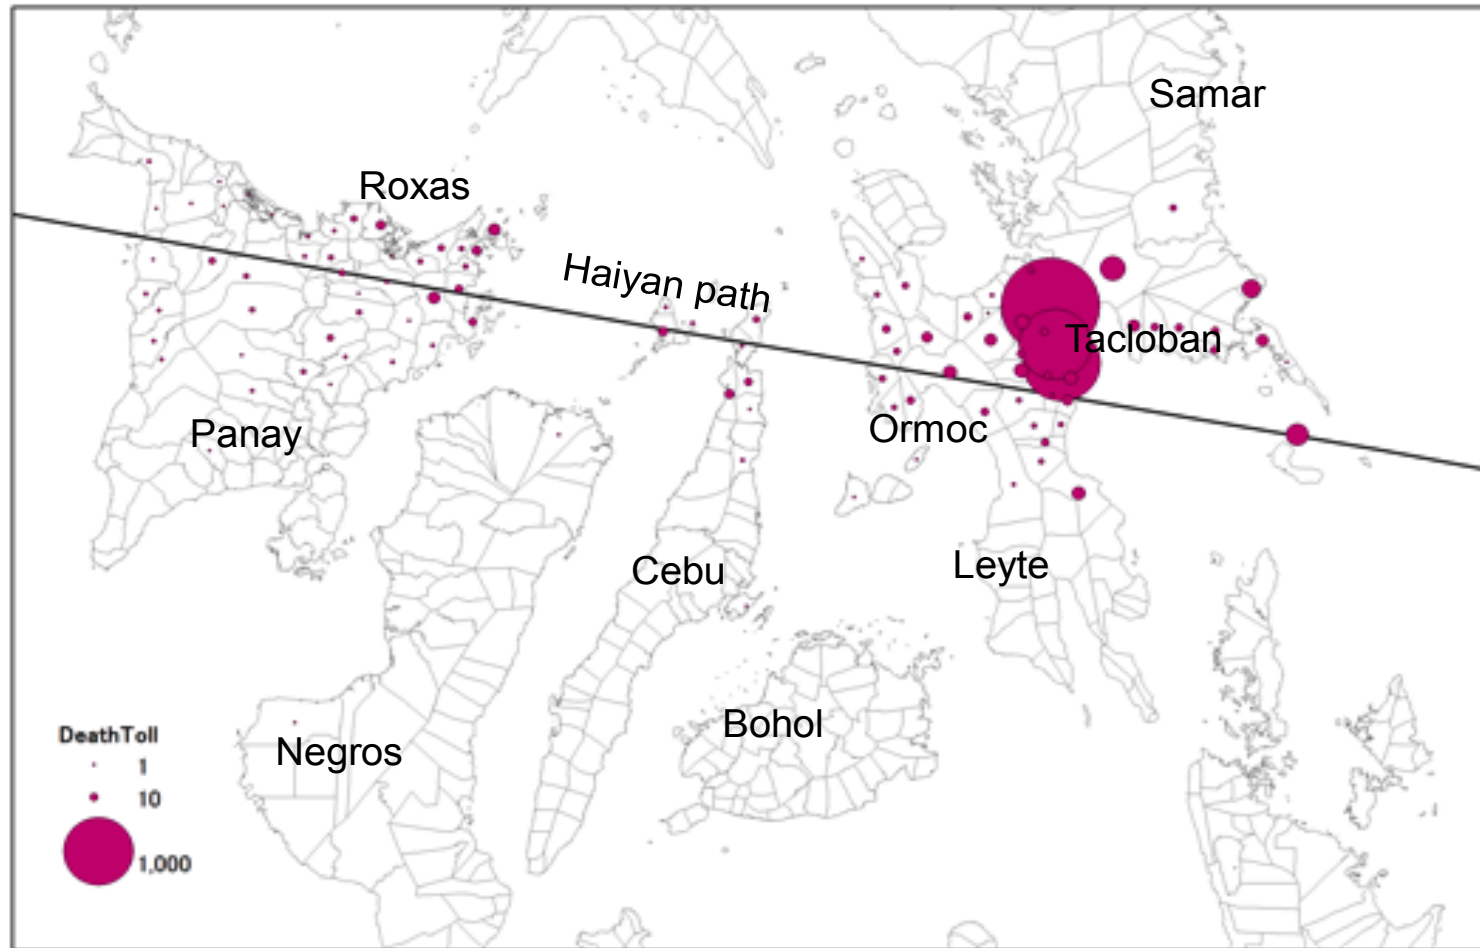 Samar
Roxas
Haiyan path
Tacloban
Panay
Ormoc
Cebu
Leyte
Bohol
Negros
DeathToll
1
10
1,000